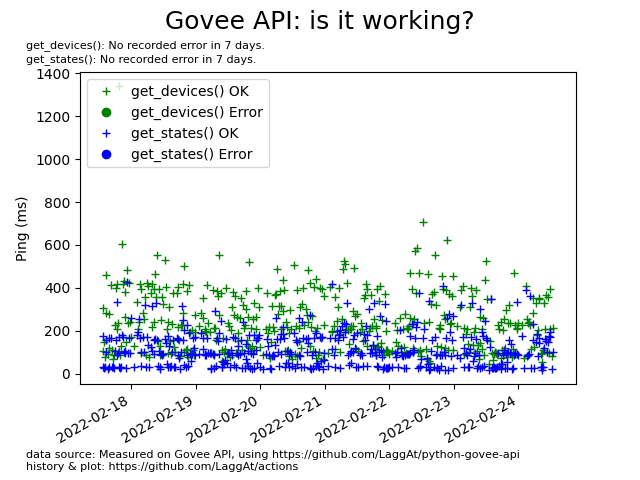 Govee API: is it working?
get_devices(): No recorded error in 7 days.
get_states(): No recorded error in 7 days.
get_devices() OK
get_devices() Error
get_states() OK
get_states() Error
Ping (ms)
1400
1200
1000
800
600
400
200
0
2022-02-18
2022-02-19
2022-02-20
2022-02-21
2022-02-22
2022-02-23
2022-02-24
data source: Measured on Govee API, using https://github.com/LaggAt/python-govee-api
history & plot: https://github.com/LaggAt/actions